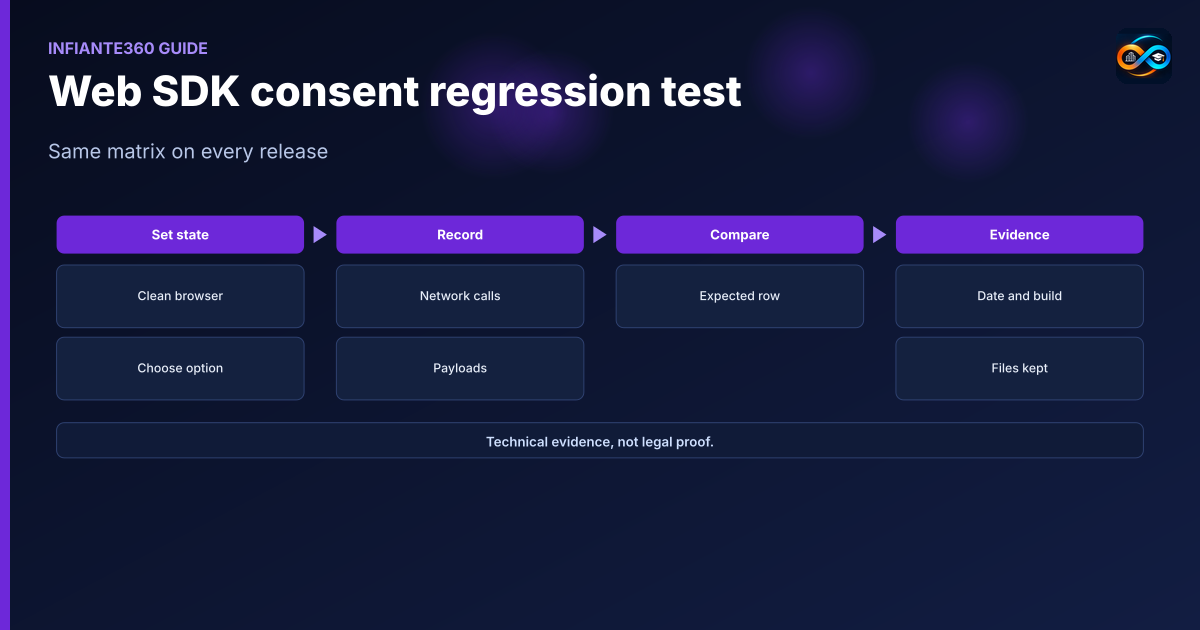 INFIANTE360 GUIDE
Web SDK consent regression test
Same matrix on every release
Set state
Record
Compare
Evidence
Clean browser
Network calls
Expected row
Date and build
Choose option
Payloads
Files kept
Technical evidence, not legal proof.